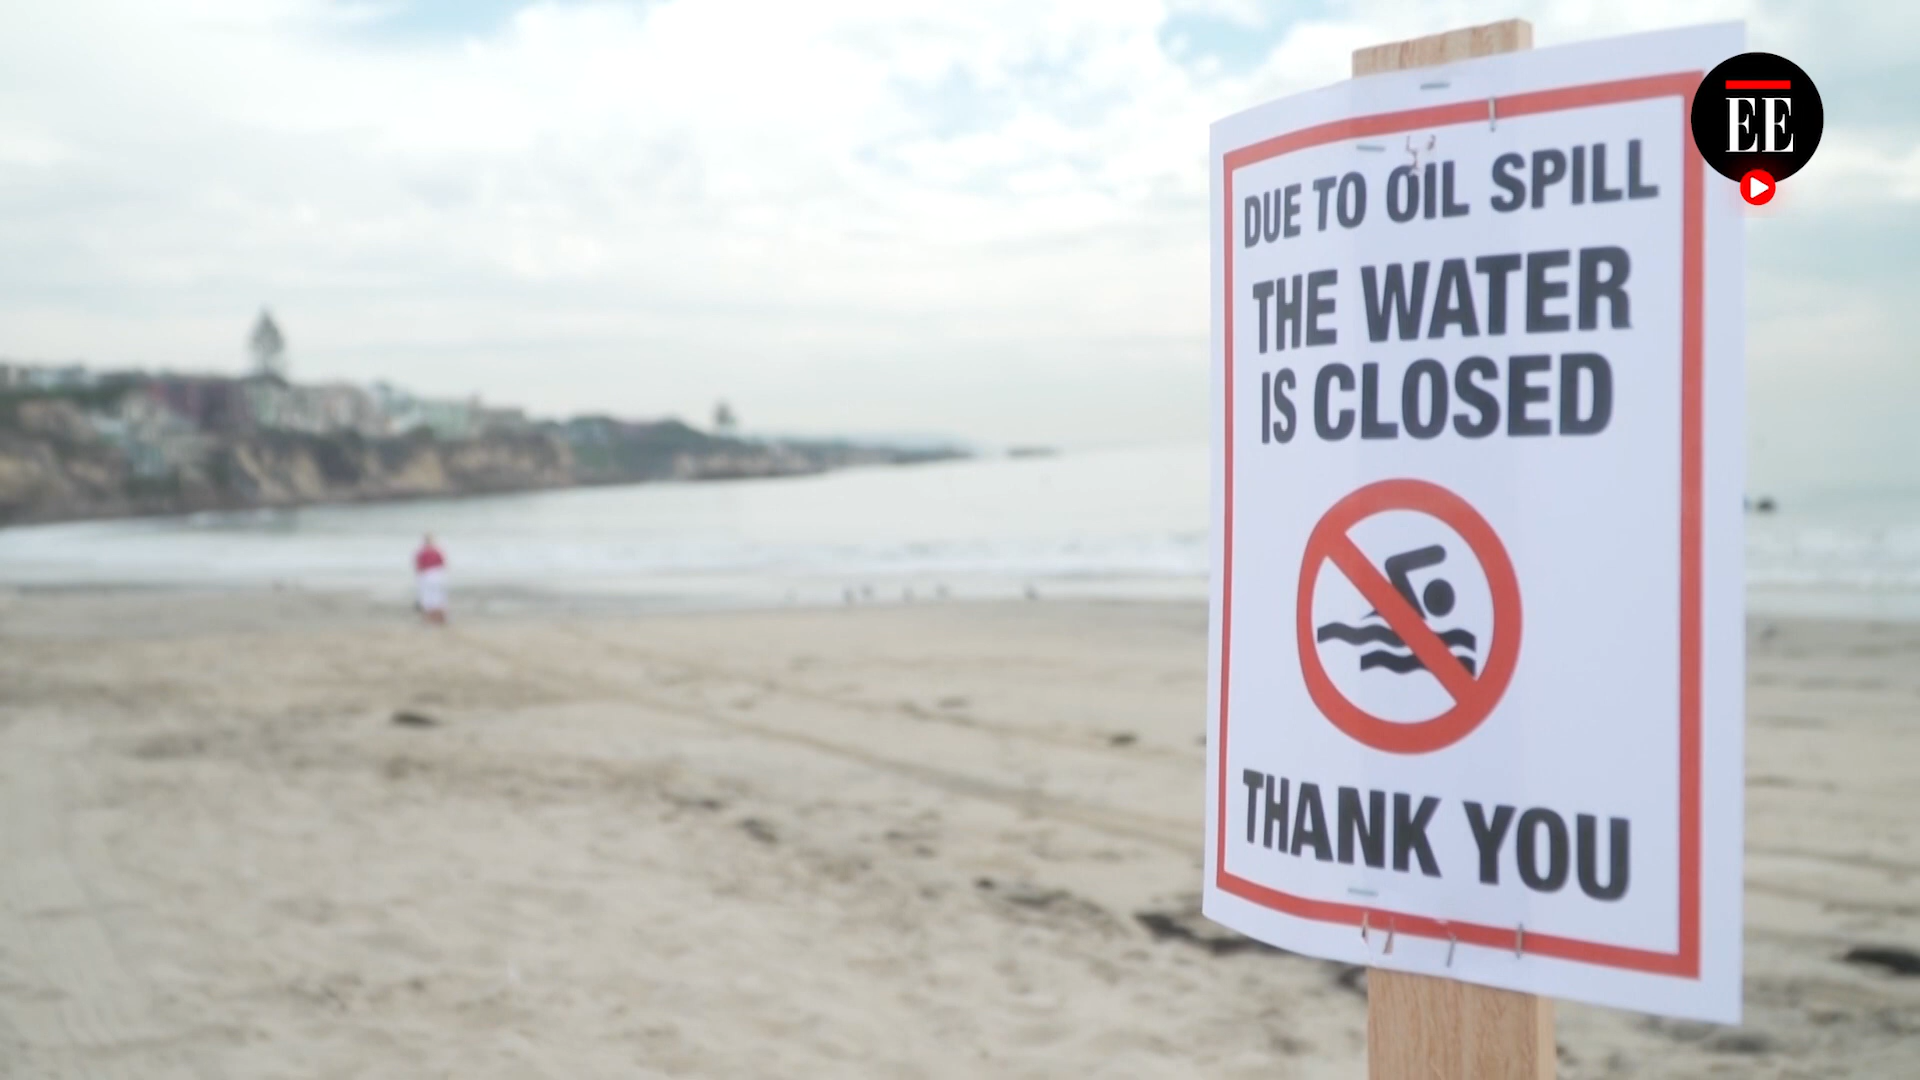 EE
DUE TO OIL SPILL
THE WATER
IS CLOSED
THANK YOU